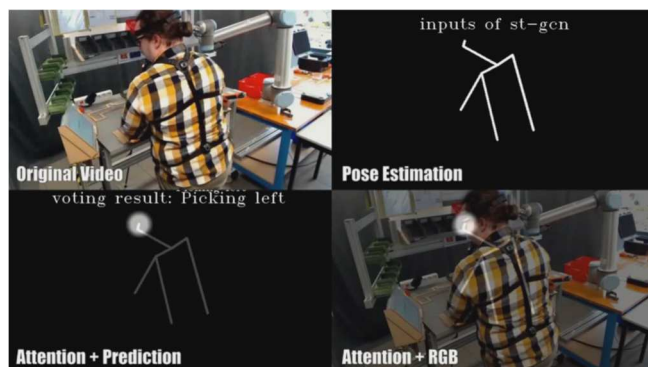 inputs of st-gcn
Original Video
Pose Estimation
voting result: Picking left
Attention + Prediction
Attention + RGB